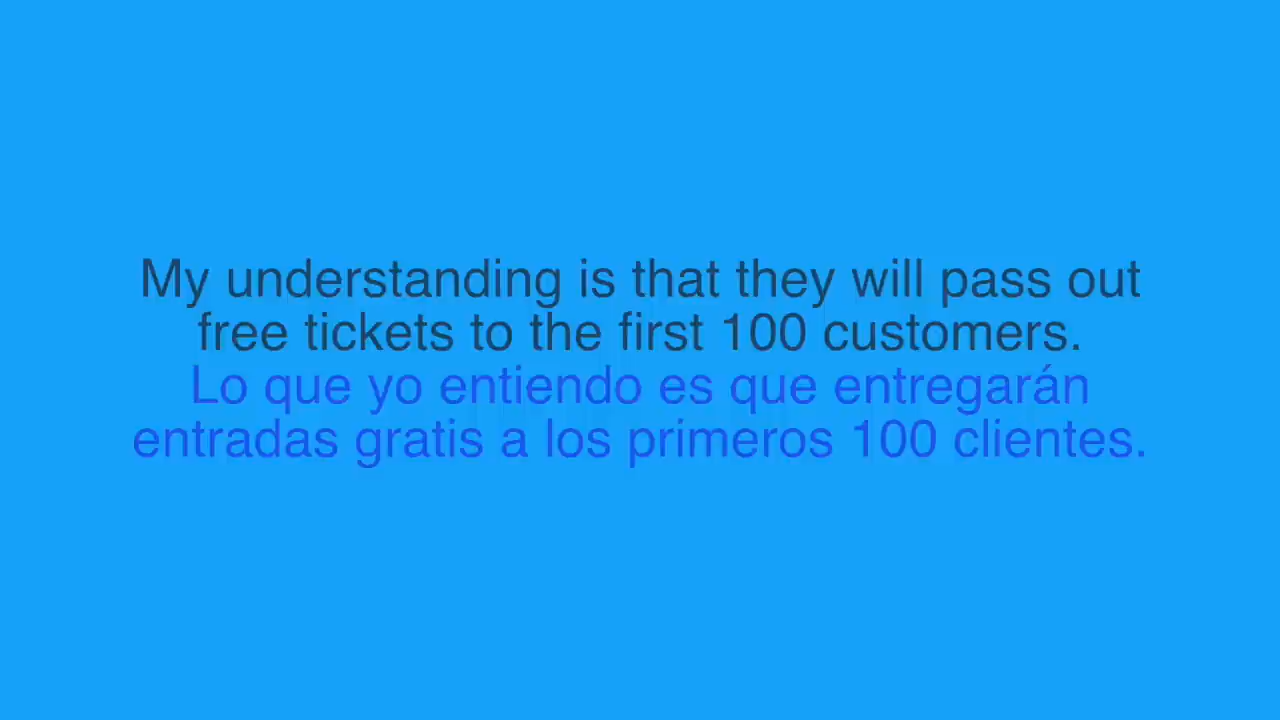 My understanding is that they will pass out
free tickets to the first 100 customers.
Lo que yo entiendo es que entregarán
entradas gratis a los primeros 100 clientes.